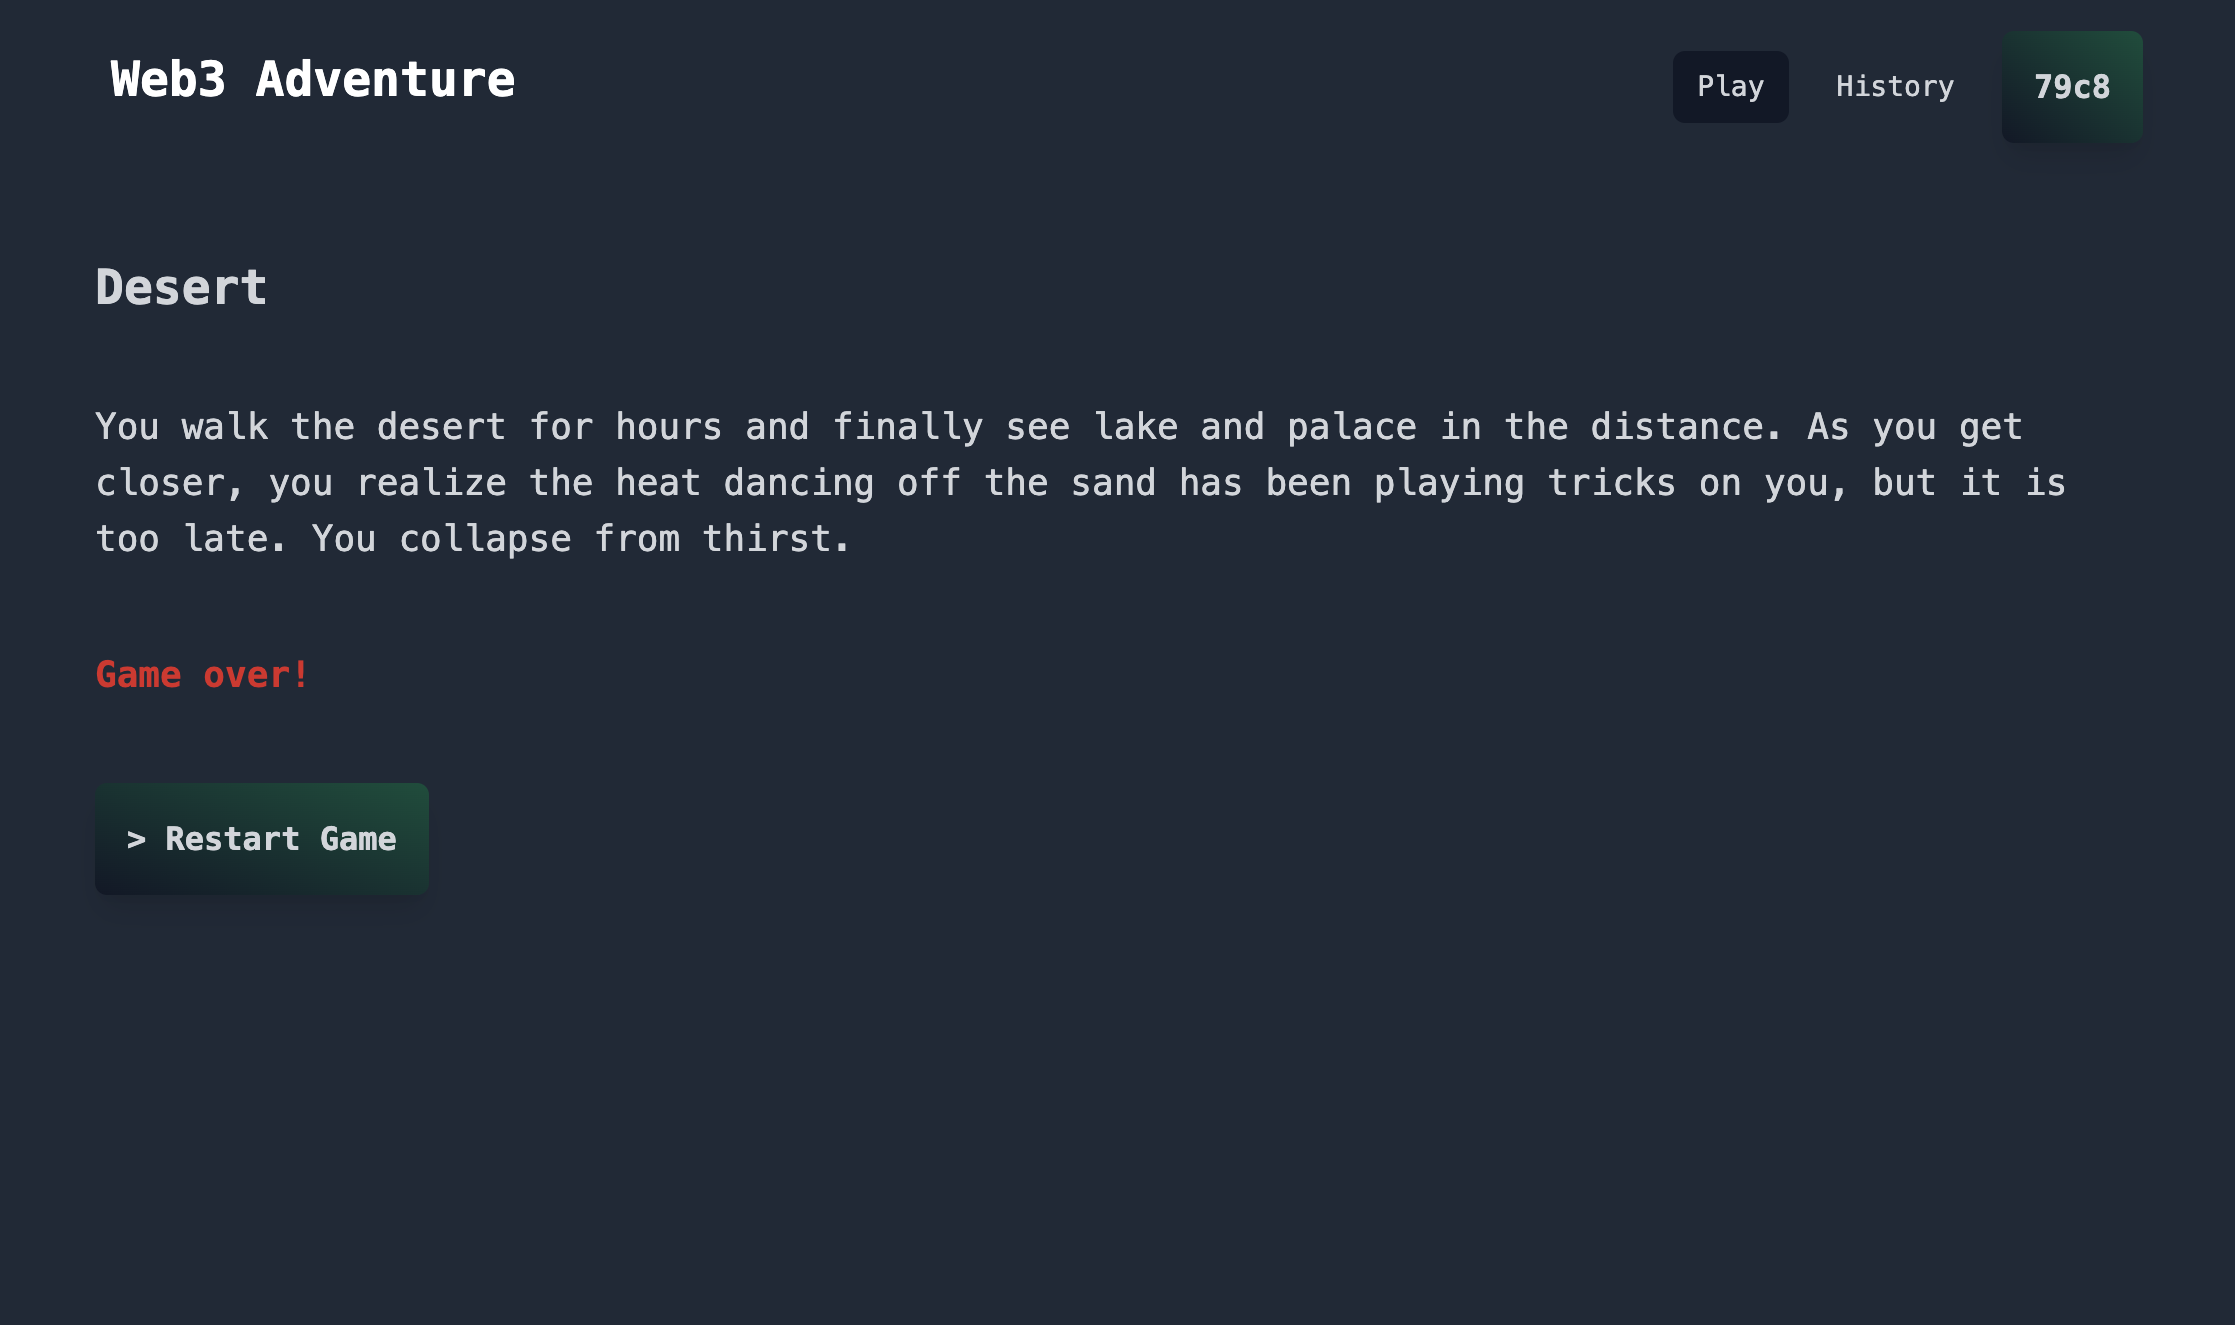 Web3 Adventure
Play
History
79c8
Desert
You walk the desert for hours and finally see lake and palace in the distance. As you get
closer, you realize the heat dancing off the sand has been playing tricks on you, but it is
too late. You collapse from thirst.
Game over!
> Restart Game